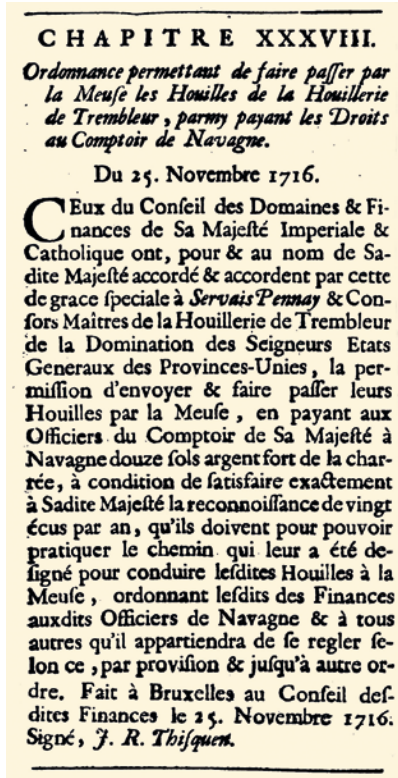 CHAPITRE XXXVIII.
Ordonnance permettant de faire paſſer par
la Meuſe les Houilles de la Houillerie
de Trembleur, parmy payant les Droits
au Comptoir de Navagne.
Du 25. Novembre 1716.
CEux du Conſeil des Domaines & Fi-
nances de Sa Majeſté Imperiale &
Catholique ont, pour & au nom de Sa-
dite Majeſté accordé & accordent par cette
de grace ſpeciale à Servais Pennay & Con-
ſors Maîtres de la Houillerie de Trembleur
de la Domination des Seigneurs Etats
Generaux des Provinces-Unies, la per-
miſſion d'envoyer & faire paſſer leurs
Houilles par la Meuſe, en payant aux
Officiers du Comptoir de Sa Majeſté à
Navagne douze ſols argent fort de la char-
rée, à condition de ſatisfaire exactement
à Sadite Majeſté la reconnoiſſance de vingt
écus par an, qu'ils doivent pour pouvoir
pratiquer le chemin qui leur a été de-
ſigné pour conduire leſdites Houilles à la
Meuſe, ordonnant leſdits des Finances
auxdits Officiers de Navagne & à tous
autres qu'il appartiendra de ſe regler ſe-
lon ce, par proviſion & juſqu'à autre or-
dre. Fait à Bruxelles au Conſeil deſ-
dites Finances le 25. Novembre 1716.
Signé, J. R. Thiſquen.